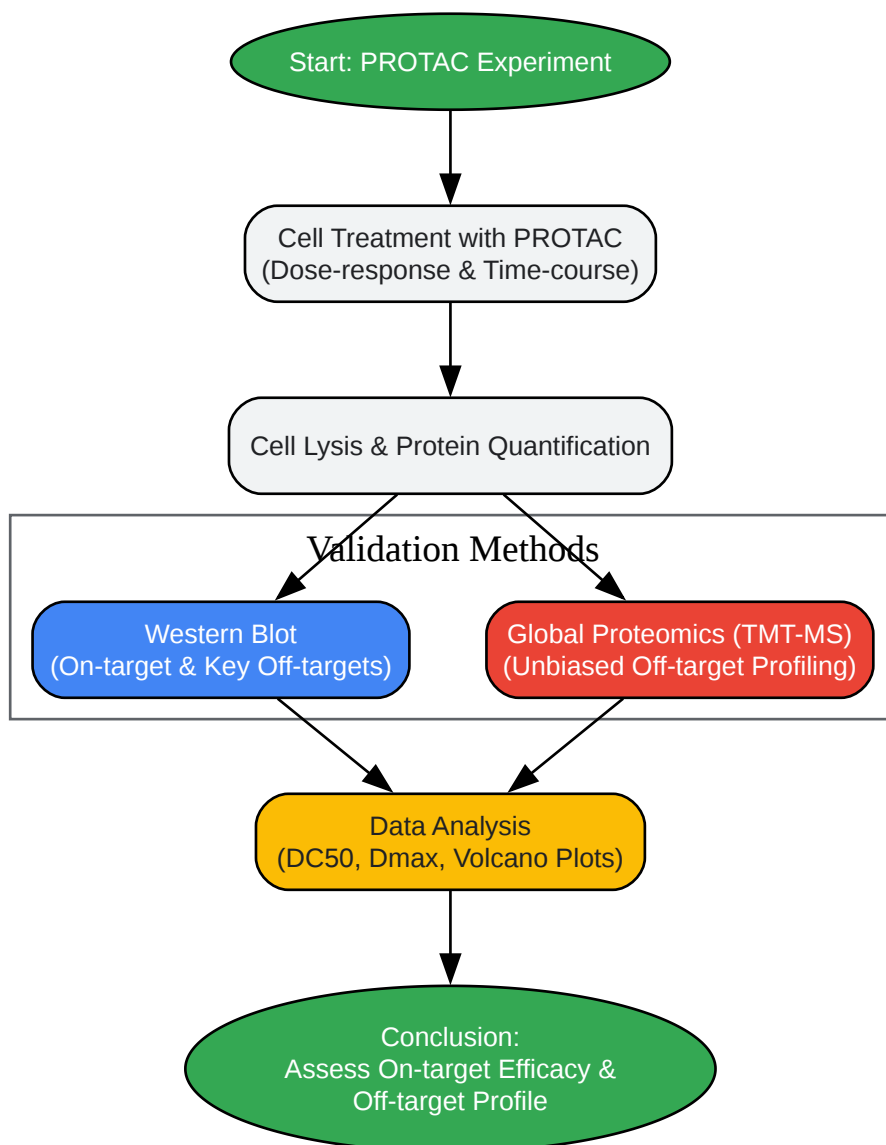 Start: PROTAC Experiment
Cell Treatment with PROTAC
(Dose-response & Time-course)
Cell Lysis & Protein Quantification
Validation Methods
Western Blot
(On-target & Key Off-targets)
Global Proteomics (TMT-MS)
(Unbiased Off-target Profiling)
Data Analysis
(DC50, Dmax, Volcano Plots)
Conclusion:
Assess On-target Efficacy &
Off-target Profile